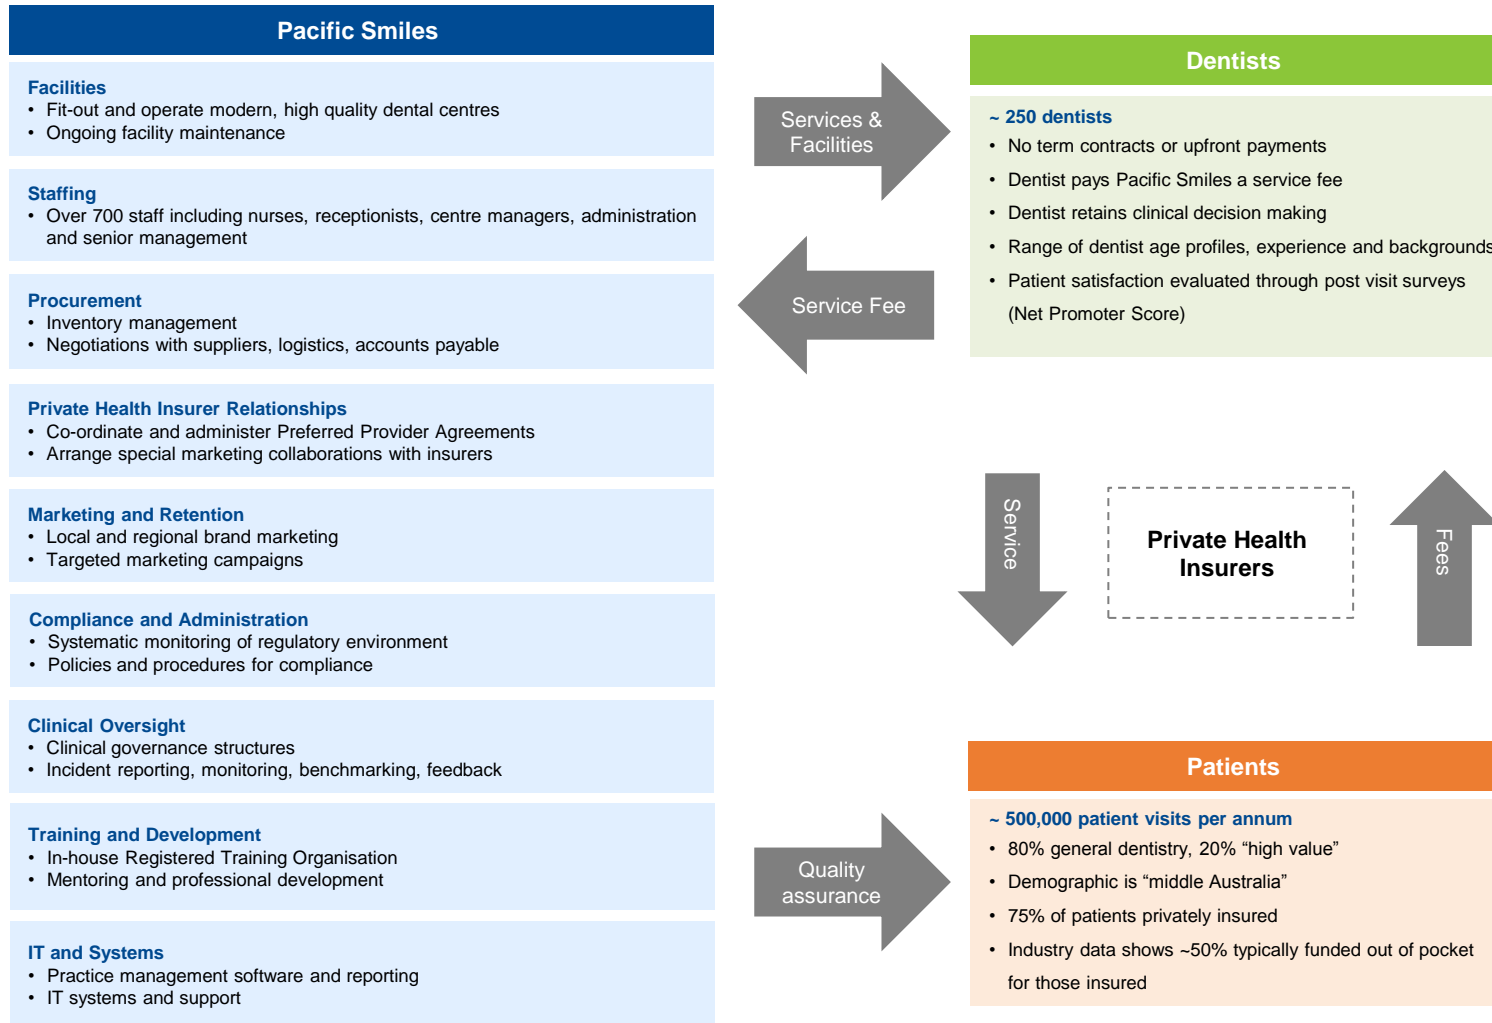 Pacific Smiles
Facilities
• Fit-out and operate modern, high quality dental centres
• Ongoing facility maintenance
Staffing
• Over 700 staff including nurses, receptionists, centre managers, administration
and senior management
Procurement
• Inventory management
• Negotiations with suppliers, logistics, accounts payable
Private Health Insurer Relationships
• Co-ordinate and administer Preferred Provider Agreements
• Arrange special marketing collaborations with insurers
Marketing and Retention
• Local and regional brand marketing
• Targeted marketing campaigns
Compliance and Administration
• Systematic monitoring of regulatory environment
• Policies and procedures for compliance
Clinical Oversight
• Clinical governance structures
• Incident reporting, monitoring, benchmarking, feedback
Training and Development
• In-house Registered Training Organisation
• Mentoring and professional development
IT and Systems
• Practice management software and reporting
• IT systems and support
Services &
Facilities
Service Fee
Quality
assurance
Dentists
~ 250 dentists
• No term contracts or upfront payments
• Dentist pays Pacific Smiles a service fee
• Dentist retains clinical decision making
• Range of dentist age profiles, experience and backgrounds
• Patient satisfaction evaluated through post visit surveys
(Net Promoter Score)
Service
Private Health
Insurers
Fees
Patients
~ 500,000 patient visits per annum
• 80% general dentistry, 20% “high value”
• Demographic is “middle Australia”
• 75% of patients privately insured
• Industry data shows ~50% typically funded out of pocket
for those insured